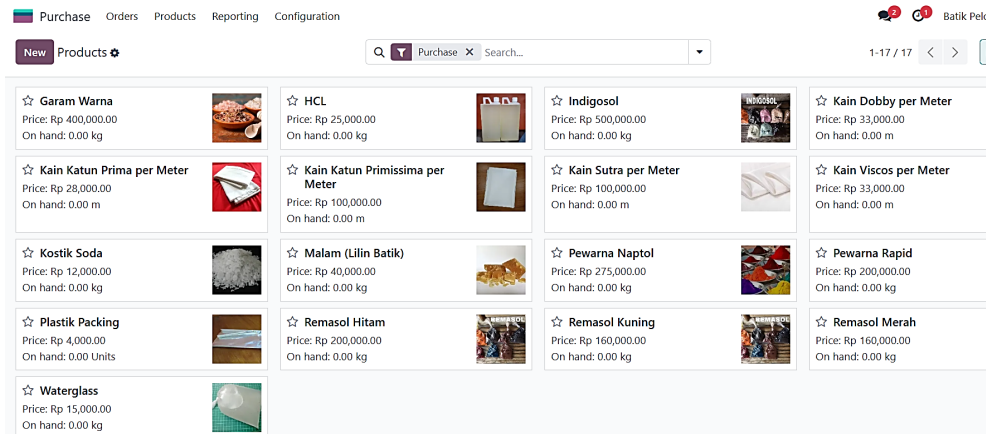 Purchase Orders Products Reporting Configuration 2 1 Batik Pelo
New Products Purchase Search... 1-17 / 17
Garam Warna
Price: Rp 400,000.00
On hand: 0.00 kg
HCL
Price: Rp 25,000.00
On hand: 0.00 kg
Indigosol
Price: Rp 500,000.00
On hand: 0.00 kg
INDIGOSOL
Kain Dobby per Meter
Price: Rp 33,000.00
On hand: 0.00 m
Kain Katun Prima per Meter
Price: Rp 28,000.00
On hand: 0.00 m
Kain Katun Primissima per
Meter
Price: Rp 100,000.00
On hand: 0.00 m
Kain Sutra per Meter
Price: Rp 100,000.00
On hand: 0.00 m
Kain Viscos per Meter
Price: Rp 33,000.00
On hand: 0.00 m
Kostik Soda
Price: Rp 12,000.00
On hand: 0.00 kg
Malam (Lilin Batik)
Price: Rp 40,000.00
On hand: 0.00 kg
Pewarna Naptol
Price: Rp 275,000.00
On hand: 0.00 kg
Pewarna Rapid
Price: Rp 200,000.00
On hand: 0.00 kg
Plastik Packing
Price: Rp 4,000.00
On hand: 0.00 Units
Remasol Hitam
Price: Rp 200,000.00
On hand: 0.00 kg
REMASOL
Remasol Kuning
Price: Rp 160,000.00
On hand: 0.00 kg
REMASOL
Remasol Merah
Price: Rp 160,000.00
On hand: 0.00 kg
Waterglass
Price: Rp 15,000.00
On hand: 0.00 kg